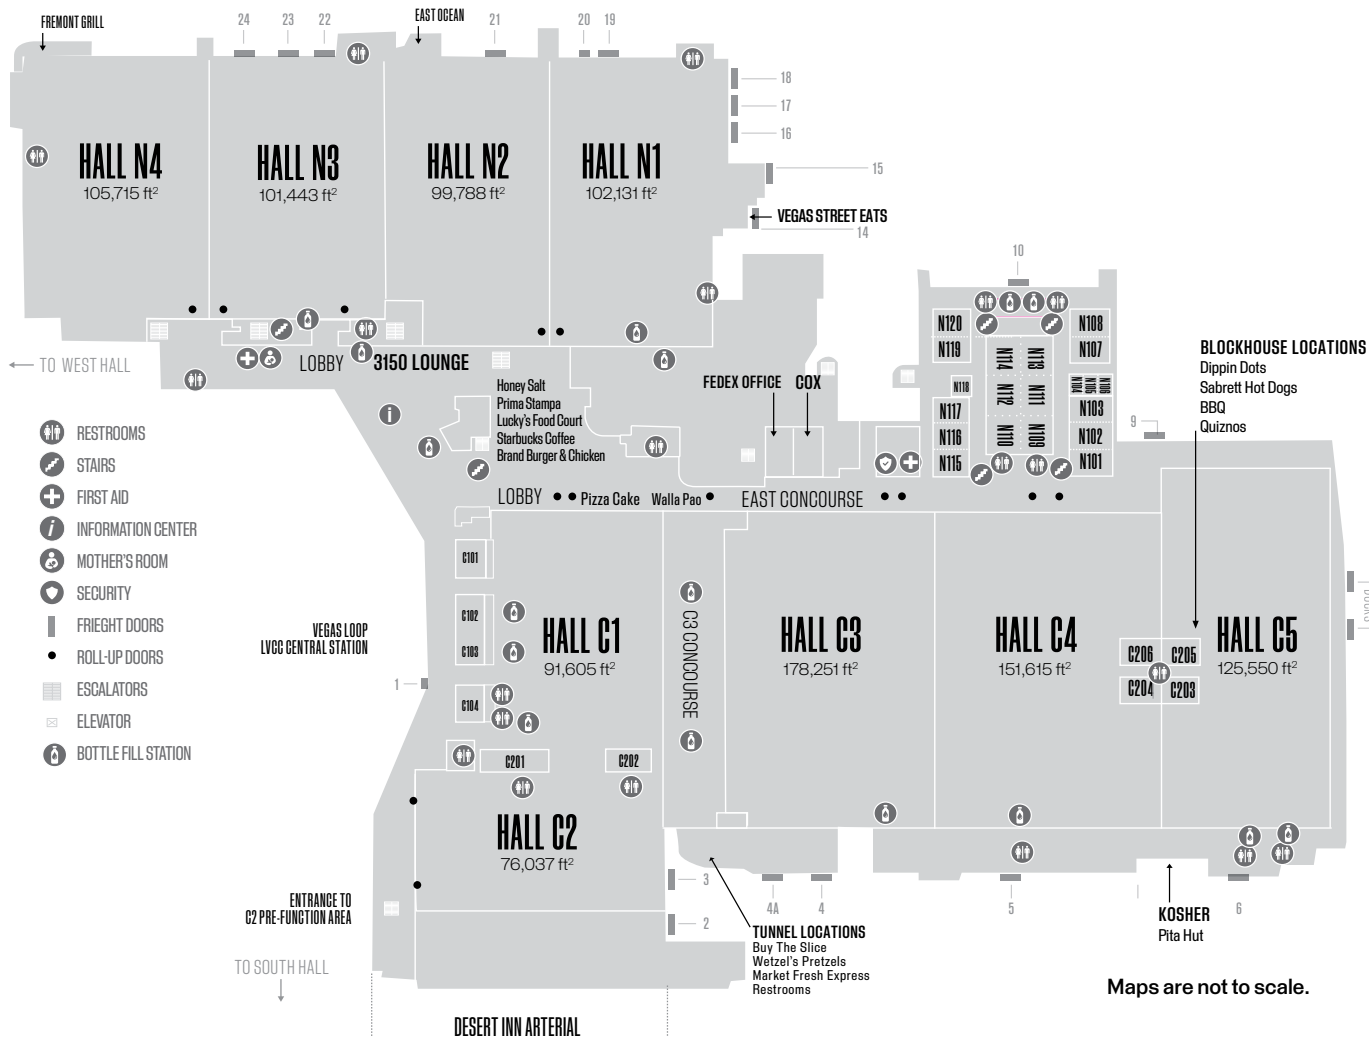 FREMONT GRILL
24
23
22
EAST OCEAN
21
20
19
18
17
16
15
14
HALL N4
105,715 ft²
HALL N3
101,443 ft²
HALL N2
99,788 ft²
HALL N1
102,131 ft²
VEGAS STREET EATS
10
N120
N119
N118
N117
N116
N115
N114
N113
N112
N111
N110
N109
N108
N107
N106
N105
N104
N103
N102
N101
9
BLOCKHOUSE LOCATIONS
Dippin Dots
Sabrett Hot Dogs
BBQ
Quiznos
TO WEST HALL
LOBBY
3150 LOUNGE
Honey Salt
Prima Stampa
Lucky's Food Court
Starbucks Coffee
Brand Burger & Chicken
FEDEX OFFICE
COX
RESTROOMS
STAIRS
FIRST AID
INFORMATION CENTER
MOTHER'S ROOM
SECURITY
FRIEGHT DOORS
ROLL-UP DOORS
ESCALATORS
ELEVATOR
BOTTLE FILL STATION
LOBBY
Pizza Cake
Walla Pao
EAST CONCOURSE
C101
C102
C103
C104
VEGAS LOOP
LVCC CENTRAL STATION
1
HALL C1
91,605 ft²
C3 CONCOURSE
HALL C3
178,251 ft²
HALL C4
151,615 ft²
C206
C205
C204
C203
HALL C5
125,550 ft²
C201
C202
HALL C2
76,037 ft²
ENTRANCE TO
C2 PRE-FUNCTION AREA
TO SOUTH HALL
3
2
4A
4
5
6
TUNNEL LOCATIONS
Buy The Slice
Wetzel's Pretzels
Market Fresh Express
Restrooms
KOSHER
Pita Hut
Maps are not to scale.
DESERT INN ARTERIAL